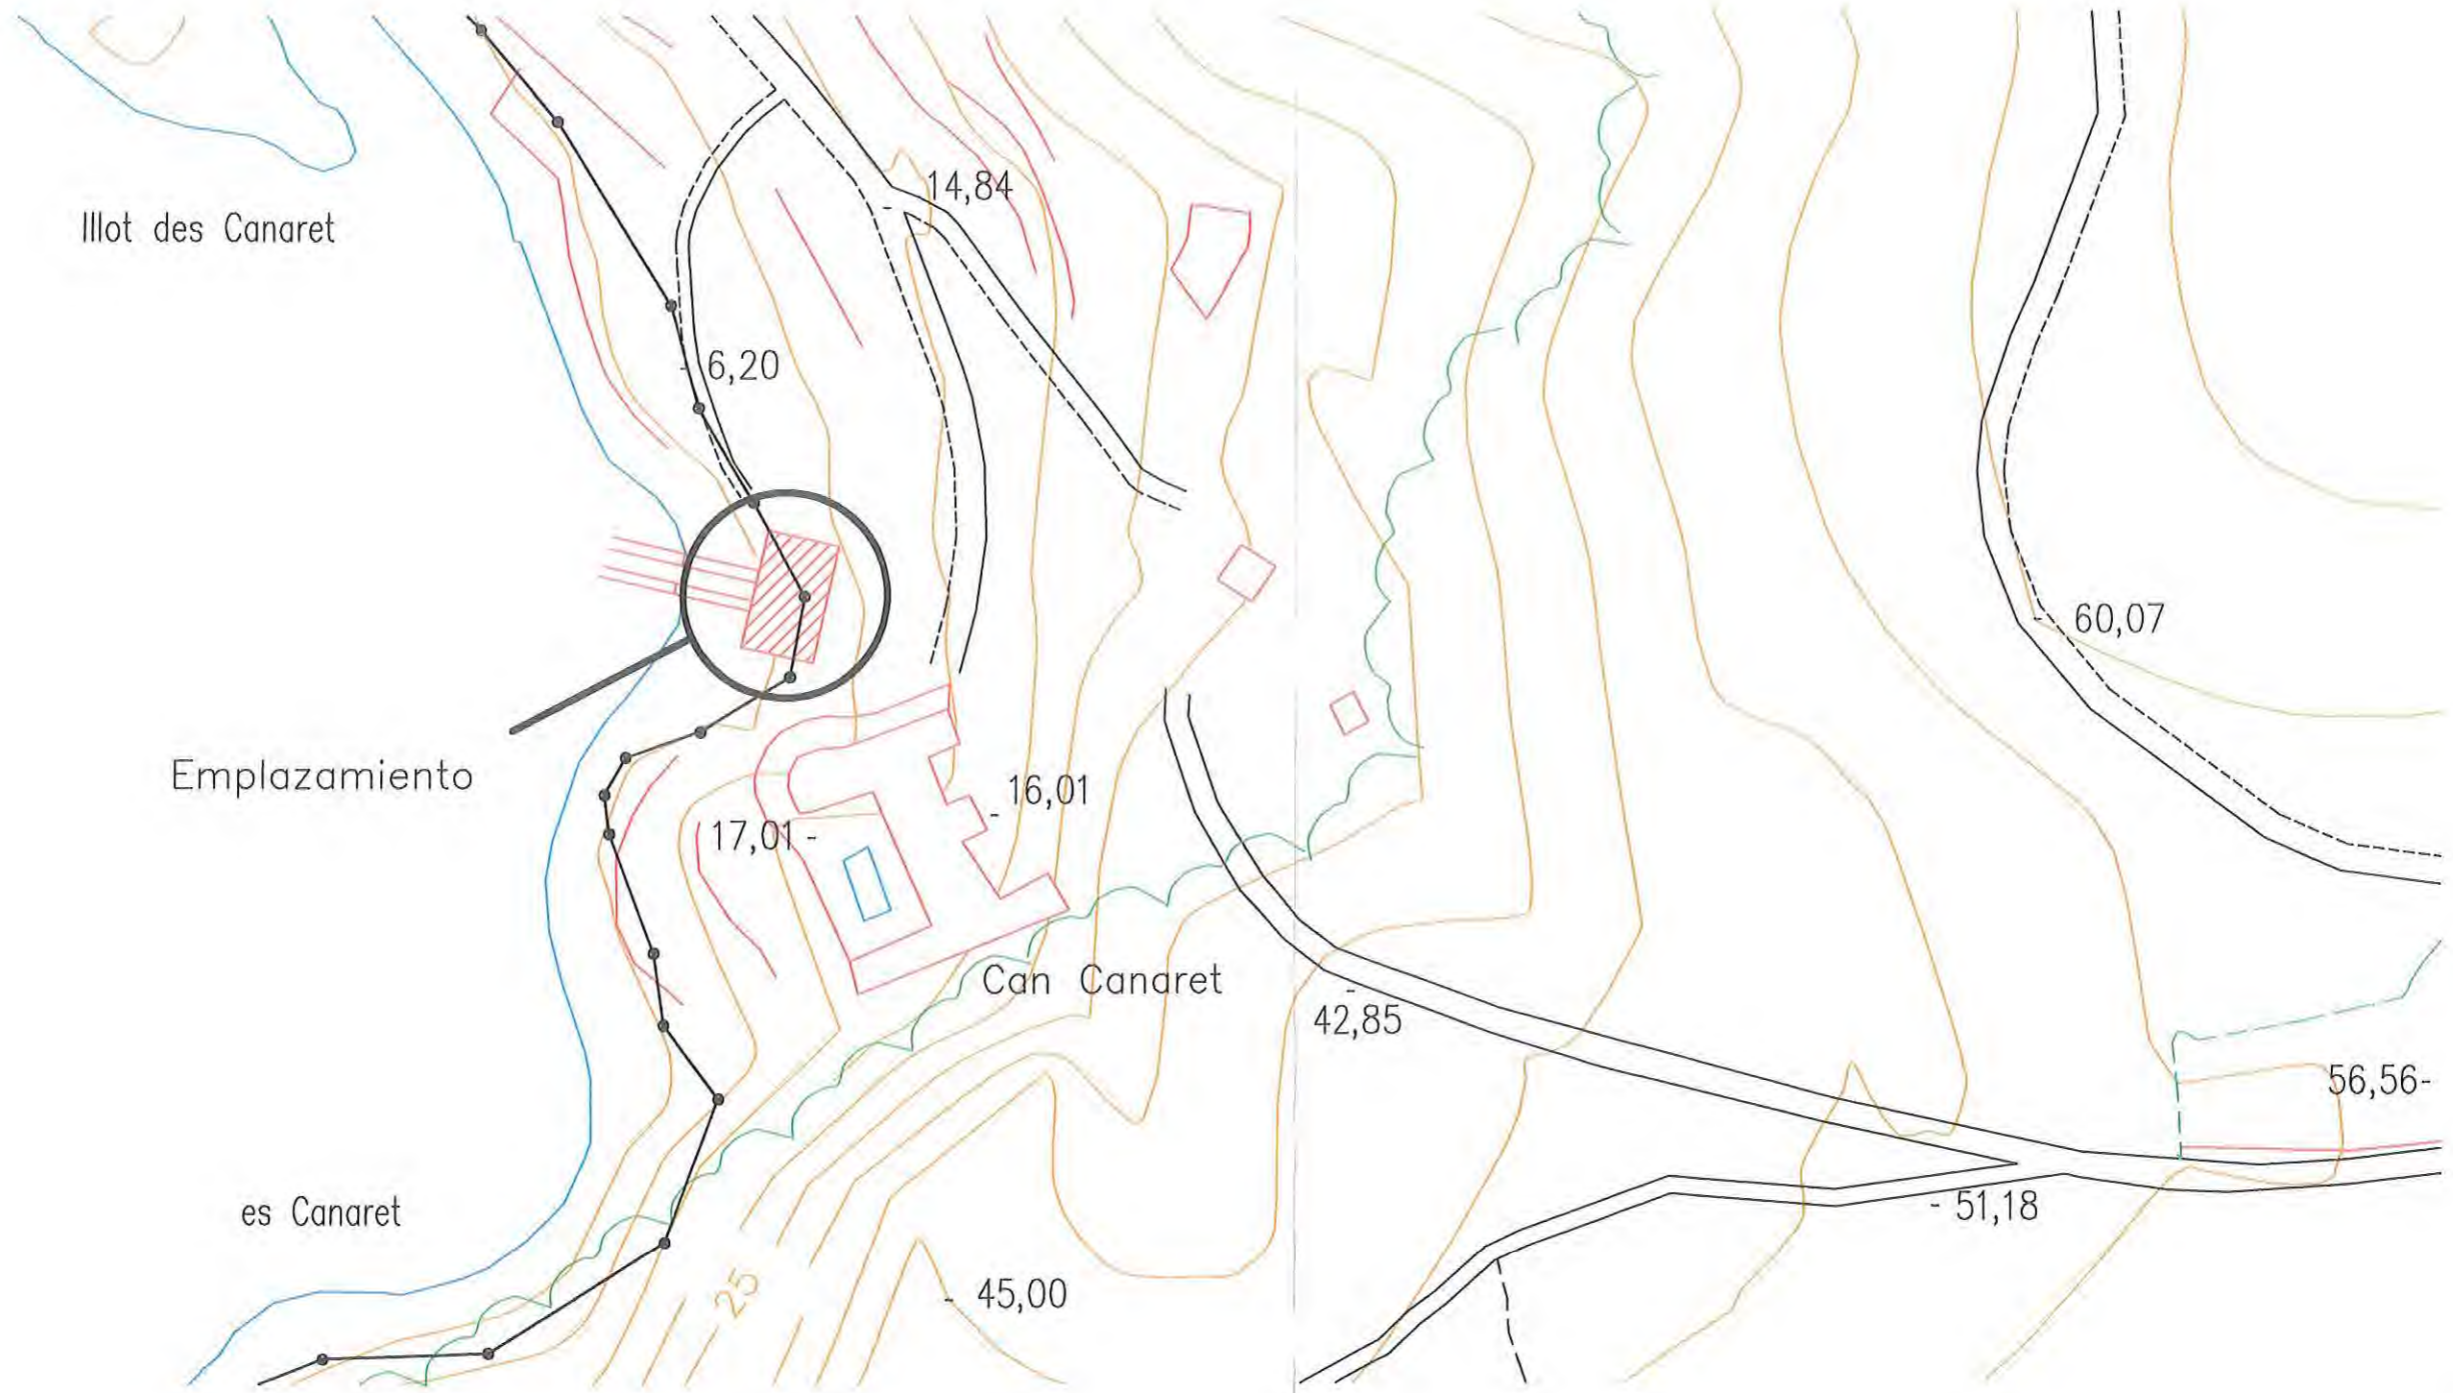 14,84
Illot des Canaret
6,20
60,07
Emplazamiento
16,01
17,01
Can Canaret
42,85
56,56
51,18
es Canaret
25
45,00